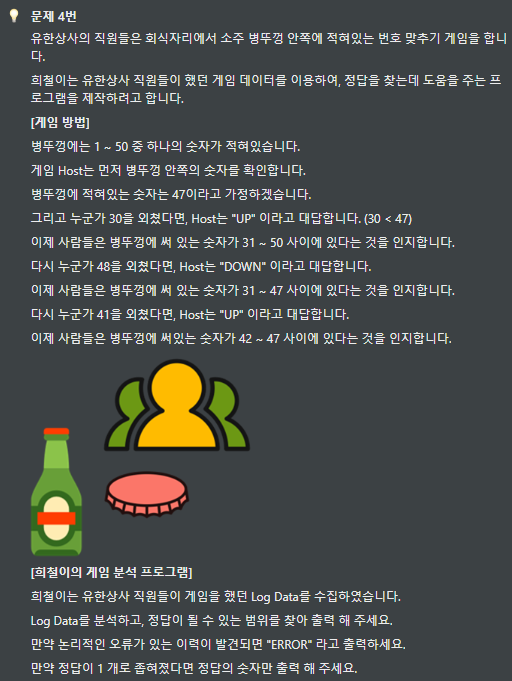 문제 4번
유한상사의 직원들은 회식자리에서 소주 병뚜껑 안쪽에 적혀있는 번호 맞추기 게임을 합니
다.
희철이는 유한상사 직원들이 했던 게임 데이터를 이용하여, 정답을 찾는데 도움을 주는 프
로그램을 제작하려고 합니다.
[게임 방법]
병뚜껑에는 1 ~ 50 중 하나의 숫자가 적혀있습니다.
게임 Host는 먼저 병뚜껑 안쪽의 숫자를 확인합니다.
병뚜껑에 적혀있는 숫자는 47이라고 가정하겠습니다.
그리고 누군가 30을 외쳤다면, Host는 "UP" 이라고 대답합니다. (30 < 47)
이제 사람들은 병뚜껑에 써 있는 숫자가 31 ~ 50 사이에 있다는 것을 인지합니다.
다시 누군가 48을 외쳤다면, Host는 "DOWN" 이라고 대답합니다.
이제 사람들은 병뚜껑에 써 있는 숫자가 31 ~ 47 사이에 있다는 것을 인지합니다.
다시 누군가 41을 외쳤다면, Host는 "UP" 이라고 대답합니다.
이제 사람들은 병뚜껑에 써있는 숫자가 42 ~ 47 사이에 있다는 것을 인지합니다.
[희철이의 게임 분석 프로그램]
희철이는 유한상사 직원들이 게임을 했던 Log Data를 수집하였습니다.
Log Data를 분석하고, 정답이 될 수 있는 범위를 찾아 출력 해 주세요.
만약 논리적인 오류가 있는 이력이 발견되면 "ERROR" 라고 출력하세요.
만약 정답이 1 개로 좁혀졌다면 정답의 숫자만 출력 해 주세요.